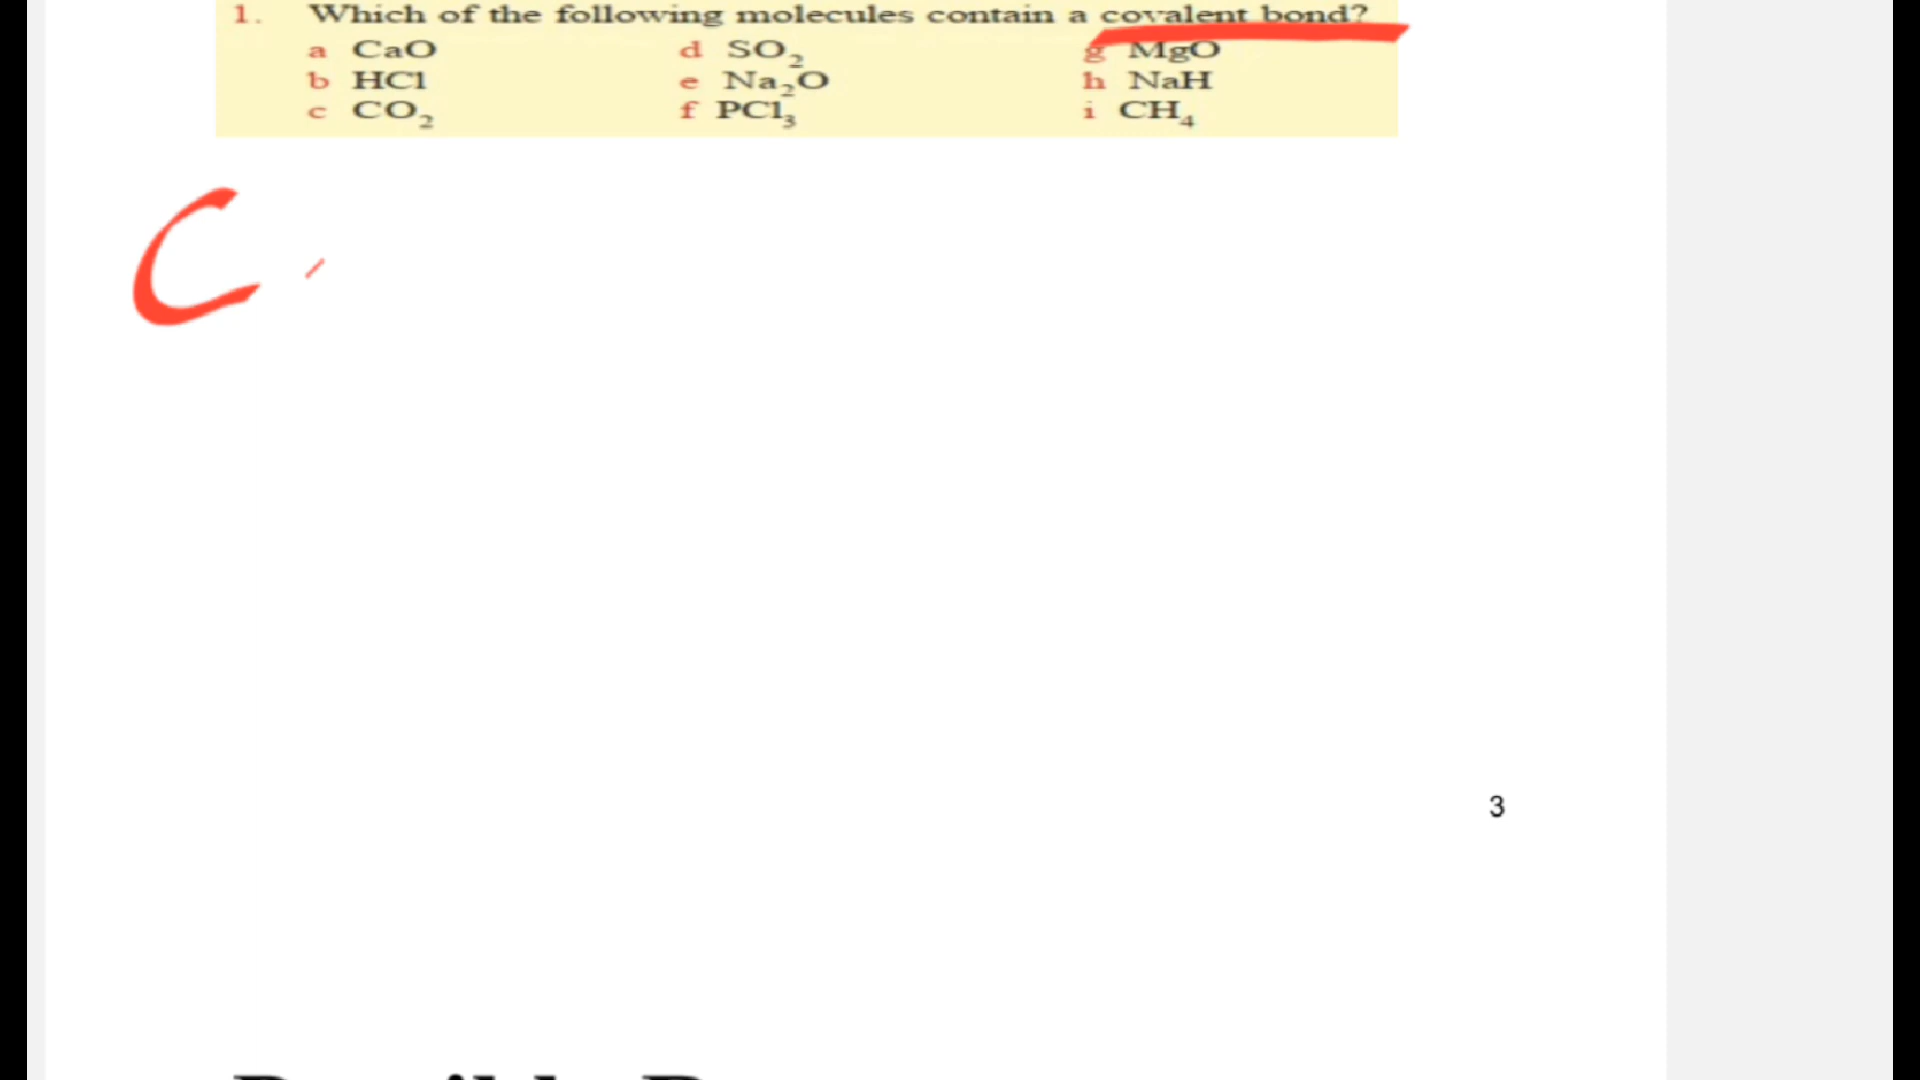 1. Which of the following molecules contain a covalent bond?
a CaO d SO₂ g MgO
b HCl e Na₂O h NaH
c CO₂ f PCl₃ i CH₄
C
3